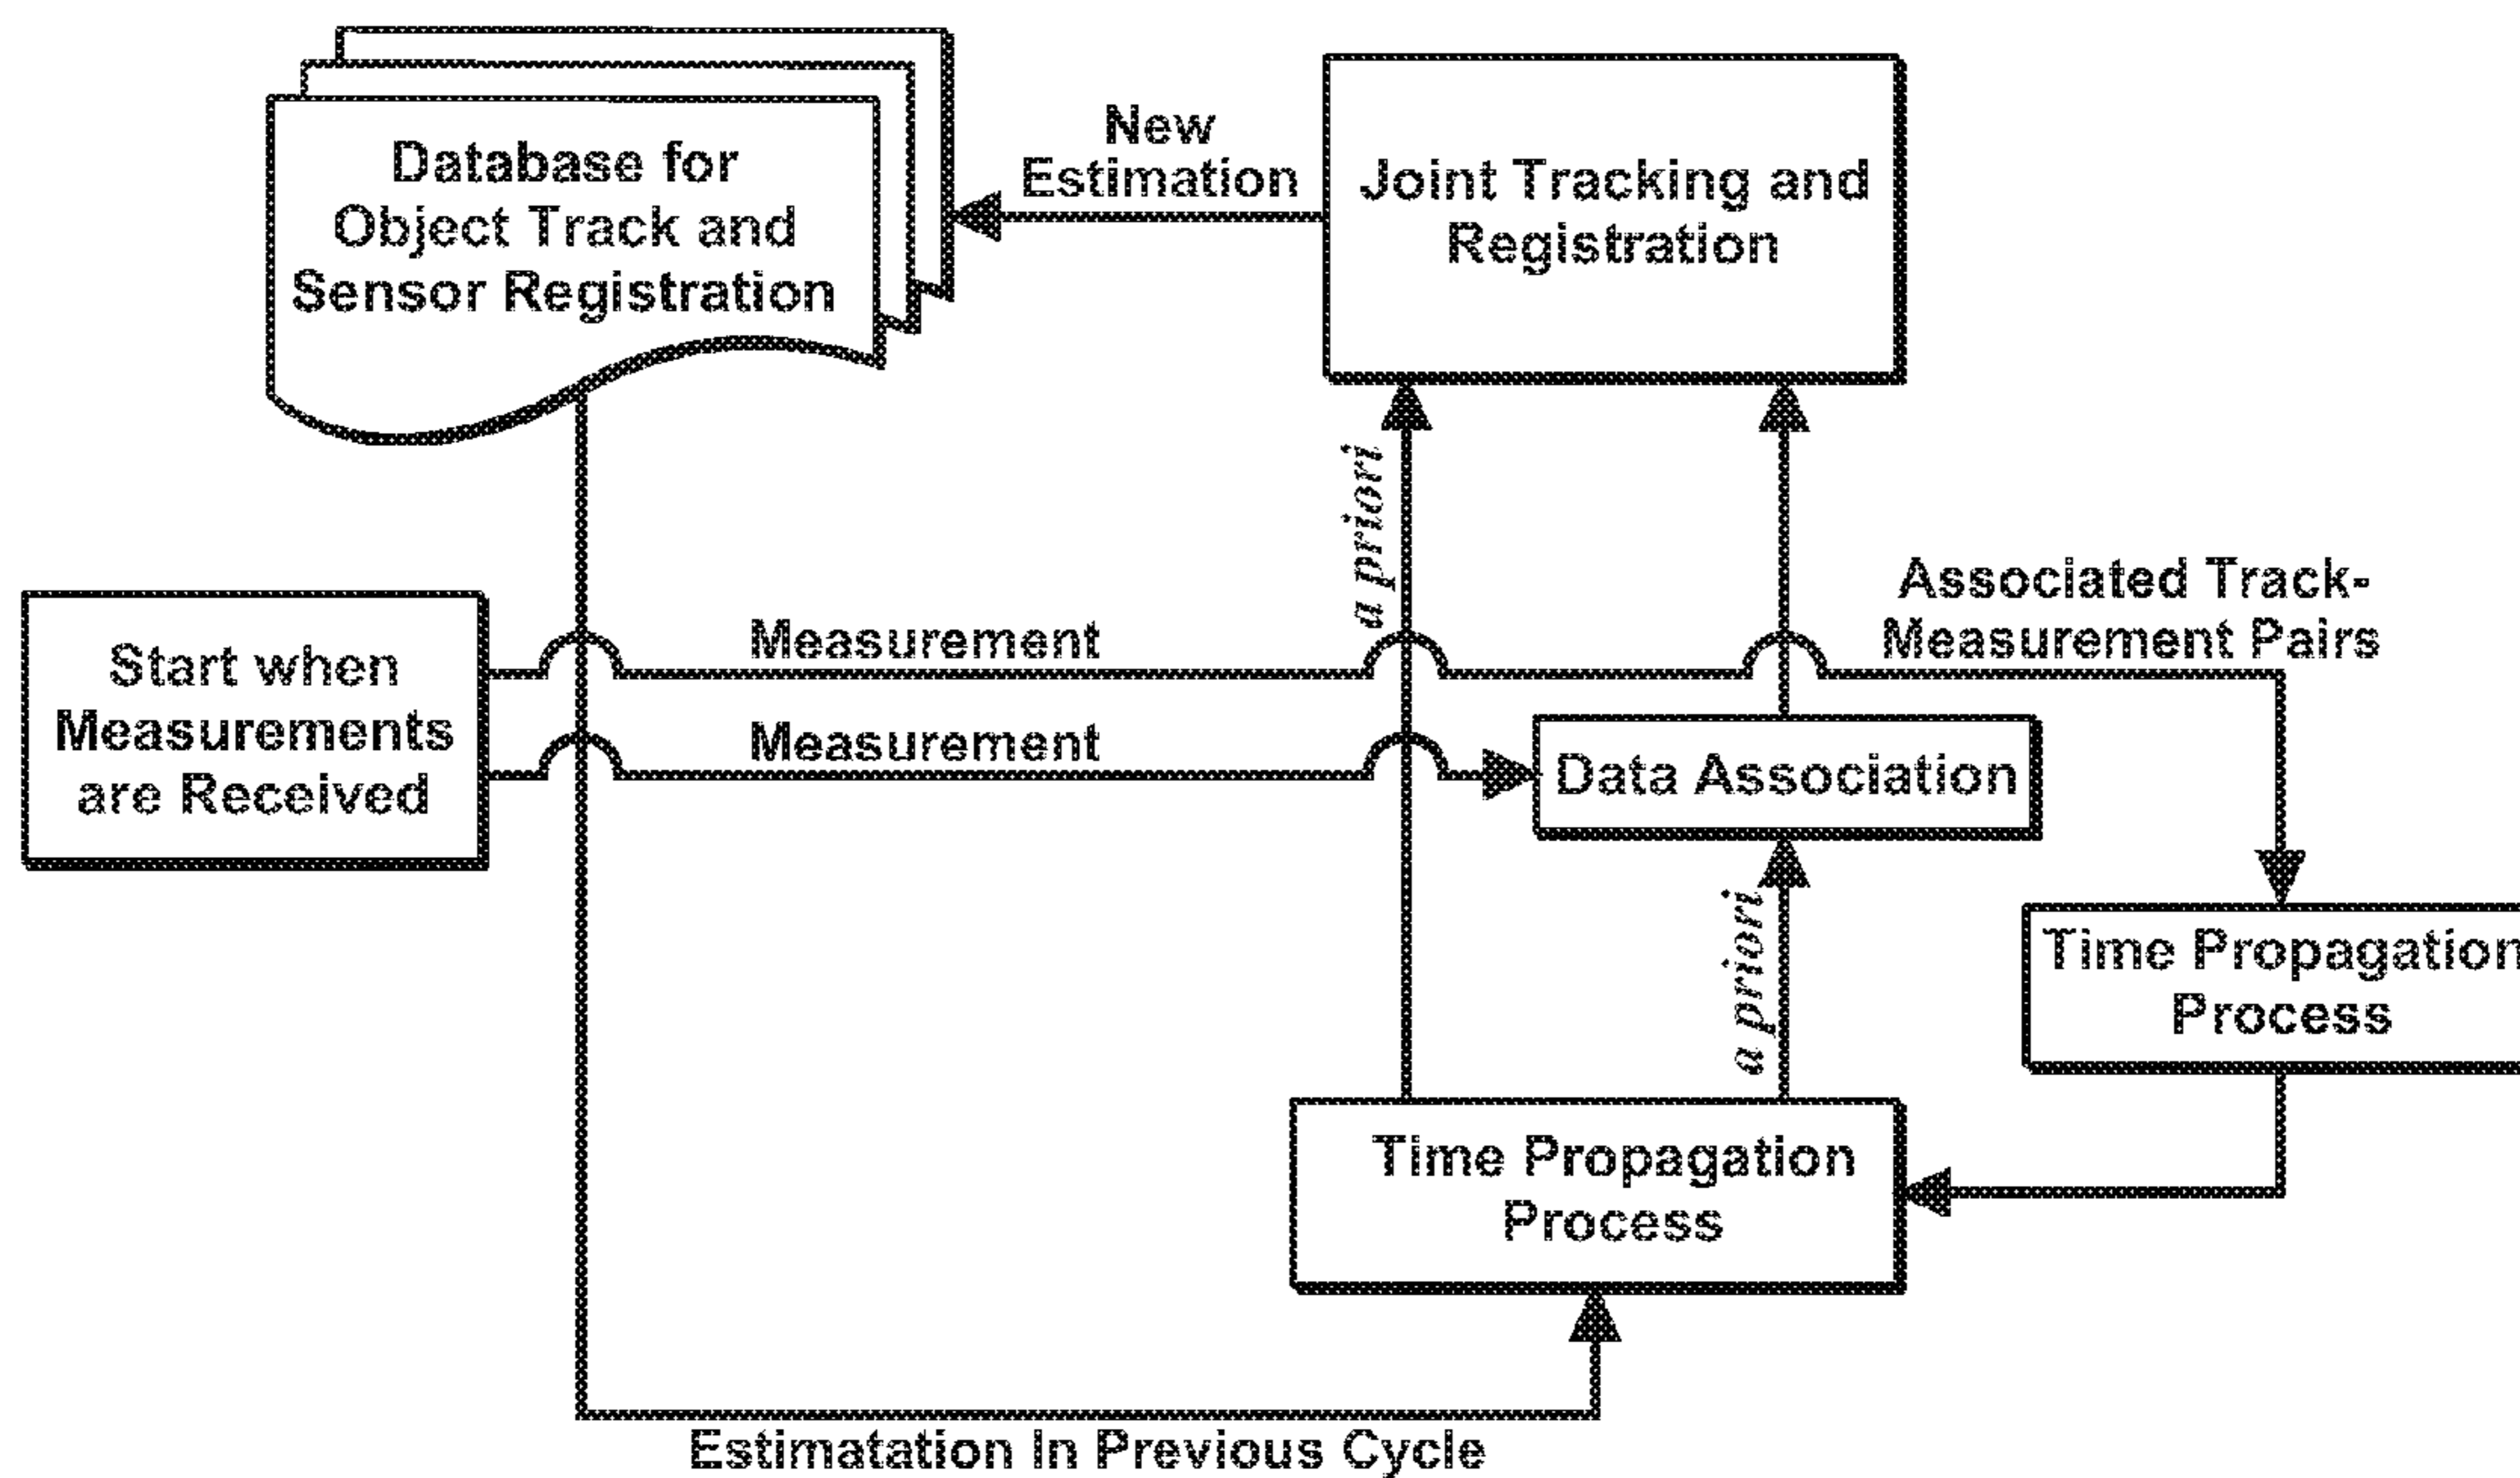 Database for
Object Track and
Sensor Registration
New
Estimation
Joint Tracking and
Registration
a priori
Associated Track-
Measurement Pairs
Start when
Measurements
are Received
Measurement
Measurement
Data Association
a priori
Time Propagation
Process
Time Propagation
Process
Estimatation In Previous Cycle